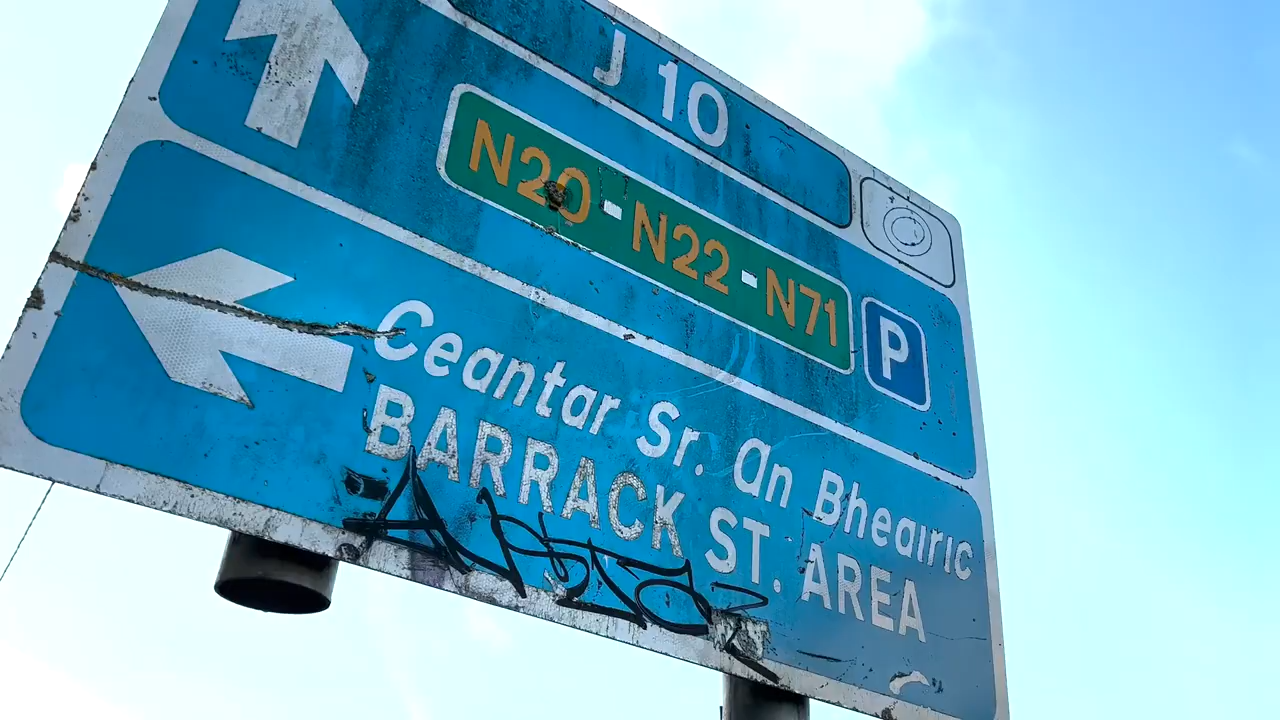 J 10
N20-N22-N71
P
Ceantar Sr. an Bheairic
BARRACK ST. AREA